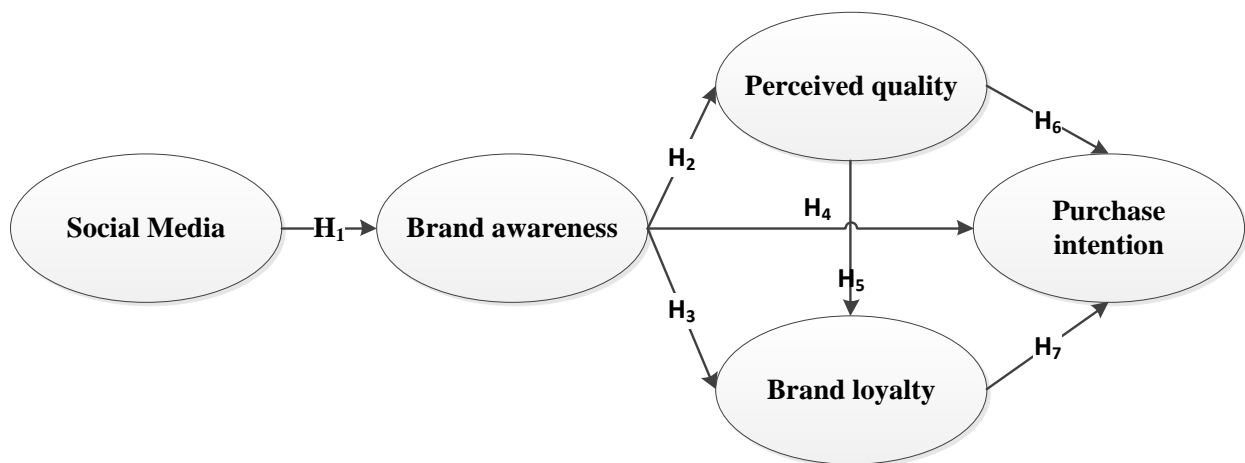 Perceived quality
H₆
H₂
H₄
Social Media
H₁
Brand awareness
Purchase
intention
H₅
H₃
H₇
Brand loyalty